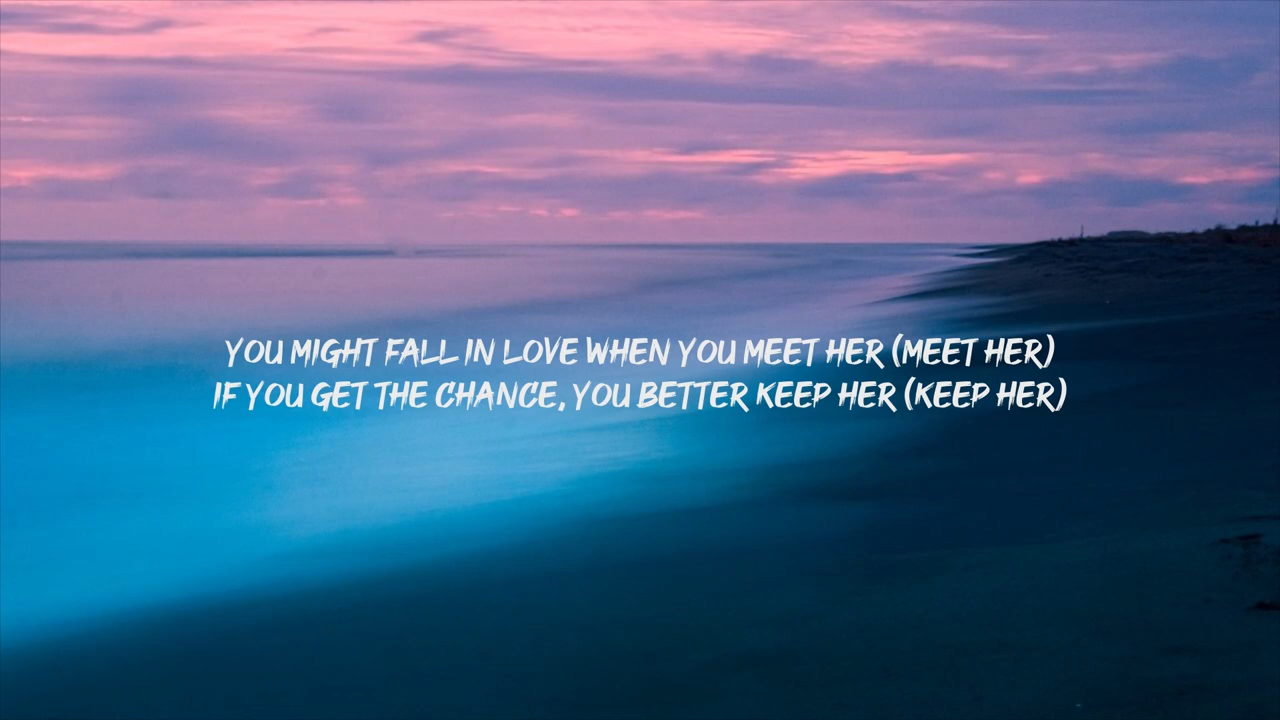 YOU MIGHT FALL IN LOVE WHEN YOU MEET HER (MEET HER)
IF YOU GET THE CHANCE, YOU BETTER KEEP HER (KEEP HER)